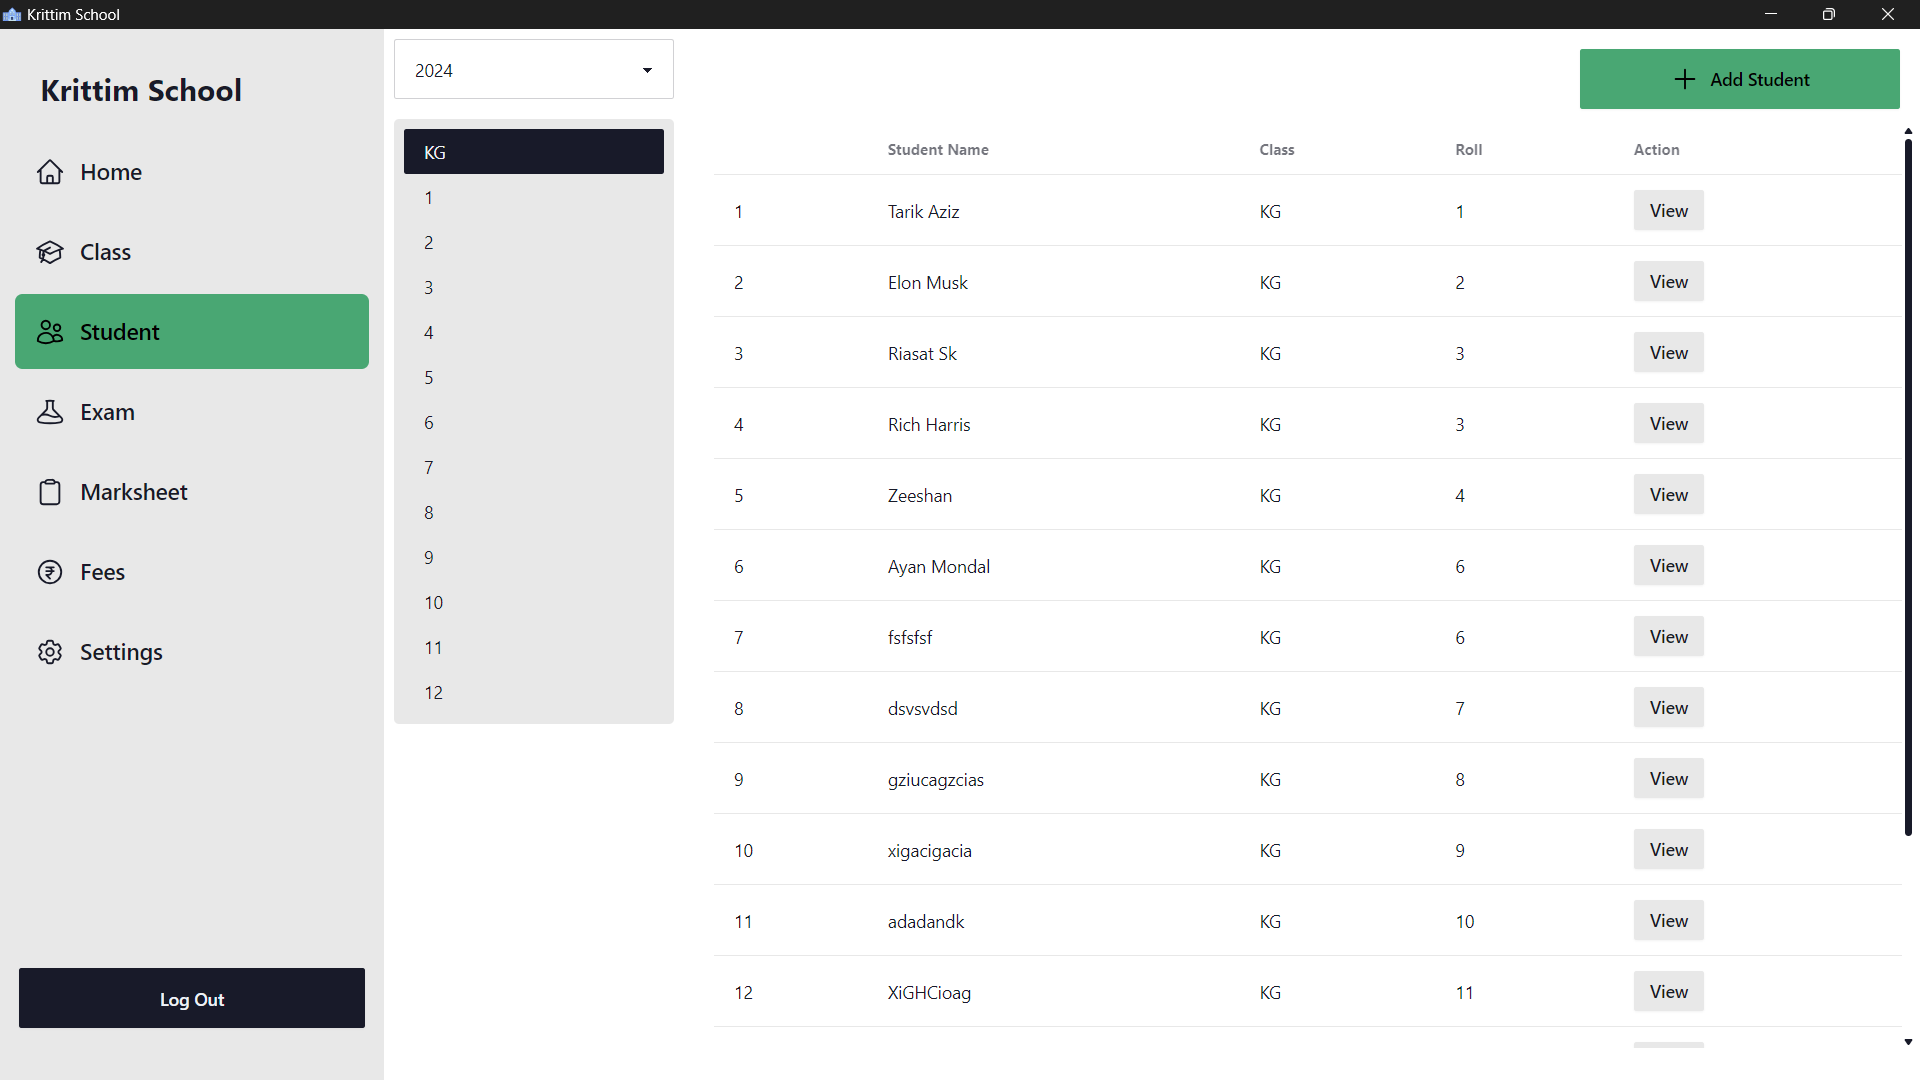 Krittim School
Krittim School
Home
Class
Student
Exam
Marksheet
Fees
Settings
Log Out
2024
KG
1
2
3
4
5
6
7
8
9
10
11
12
Add Student
Student Name Class Roll Action
1 Tarik Aziz KG 1 View
2 Elon Musk KG 2 View
3 Riasat Sk KG 3 View
4 Rich Harris KG 3 View
5 Zeeshan KG 4 View
6 Ayan Mondal KG 6 View
7 fsfsfsf KG 6 View
8 dsvsvdsd KG 7 View
9 gziucagzcias KG 8 View
10 xigacigacia KG 9 View
11 adadandk KG 10 View
12 XiGHCioag KG 11 View